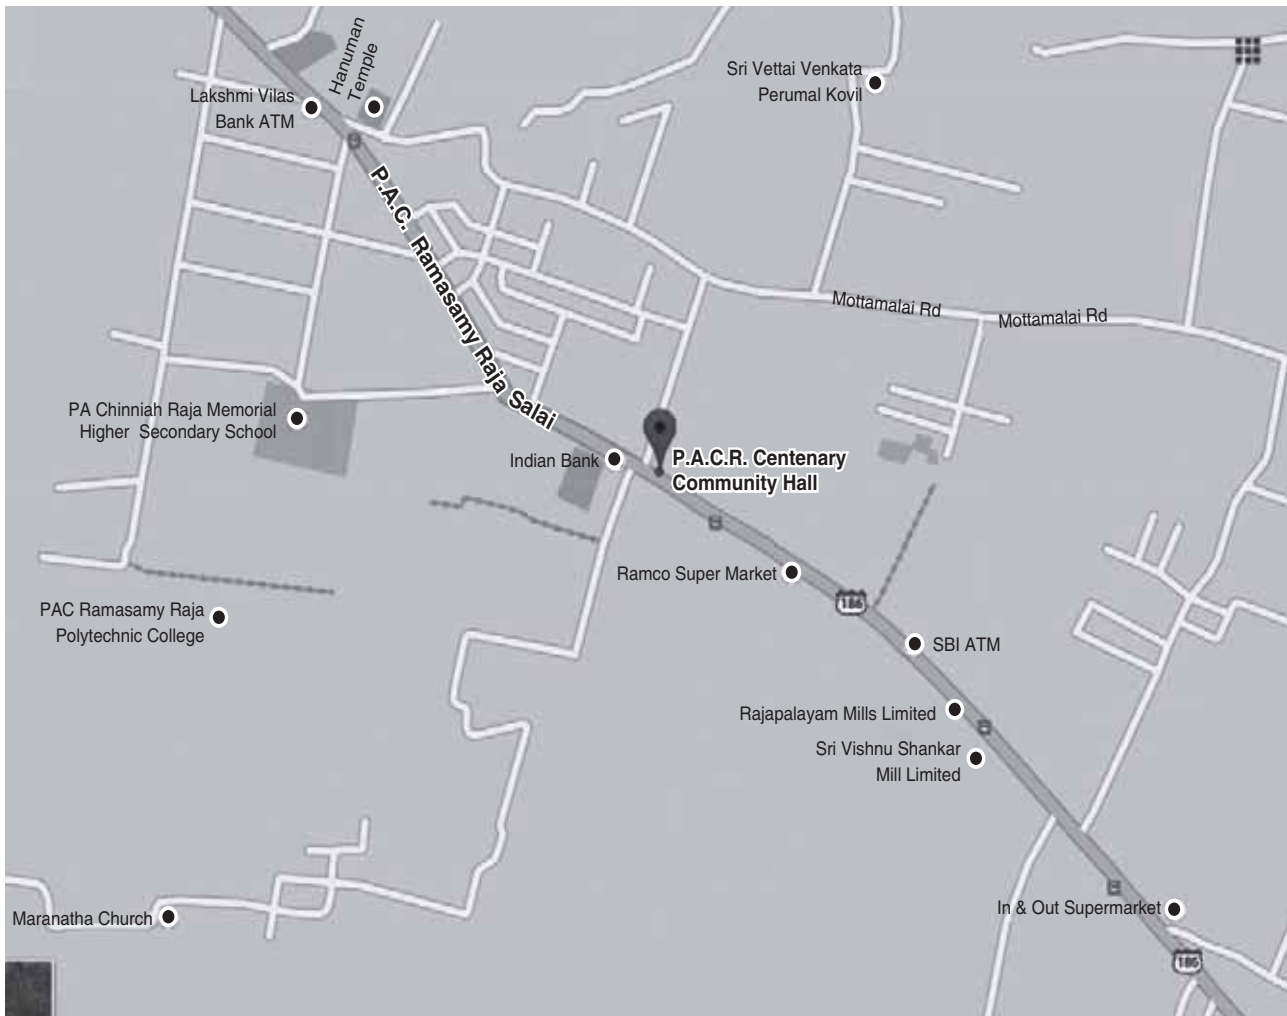 Hanuman
Temple
Sri Vettai Venkata
Perumal Kovil
Lakshmi Vilas
Bank ATM
P.A.C. Ramasamy Raja Salai
Mottamalai Rd
Mottamalai Rd
PA Chinniah Raja Memorial
Higher Secondary School
Indian Bank
P.A.C.R. Centenary
Community Hall
Ramco Super Market
186
PAC Ramasamy Raja
Polytechnic College
SBI ATM
Rajapalayam Mills Limited
Sri Vishnu Shankar
Mill Limited
In & Out Supermarket
Maranatha Church
186